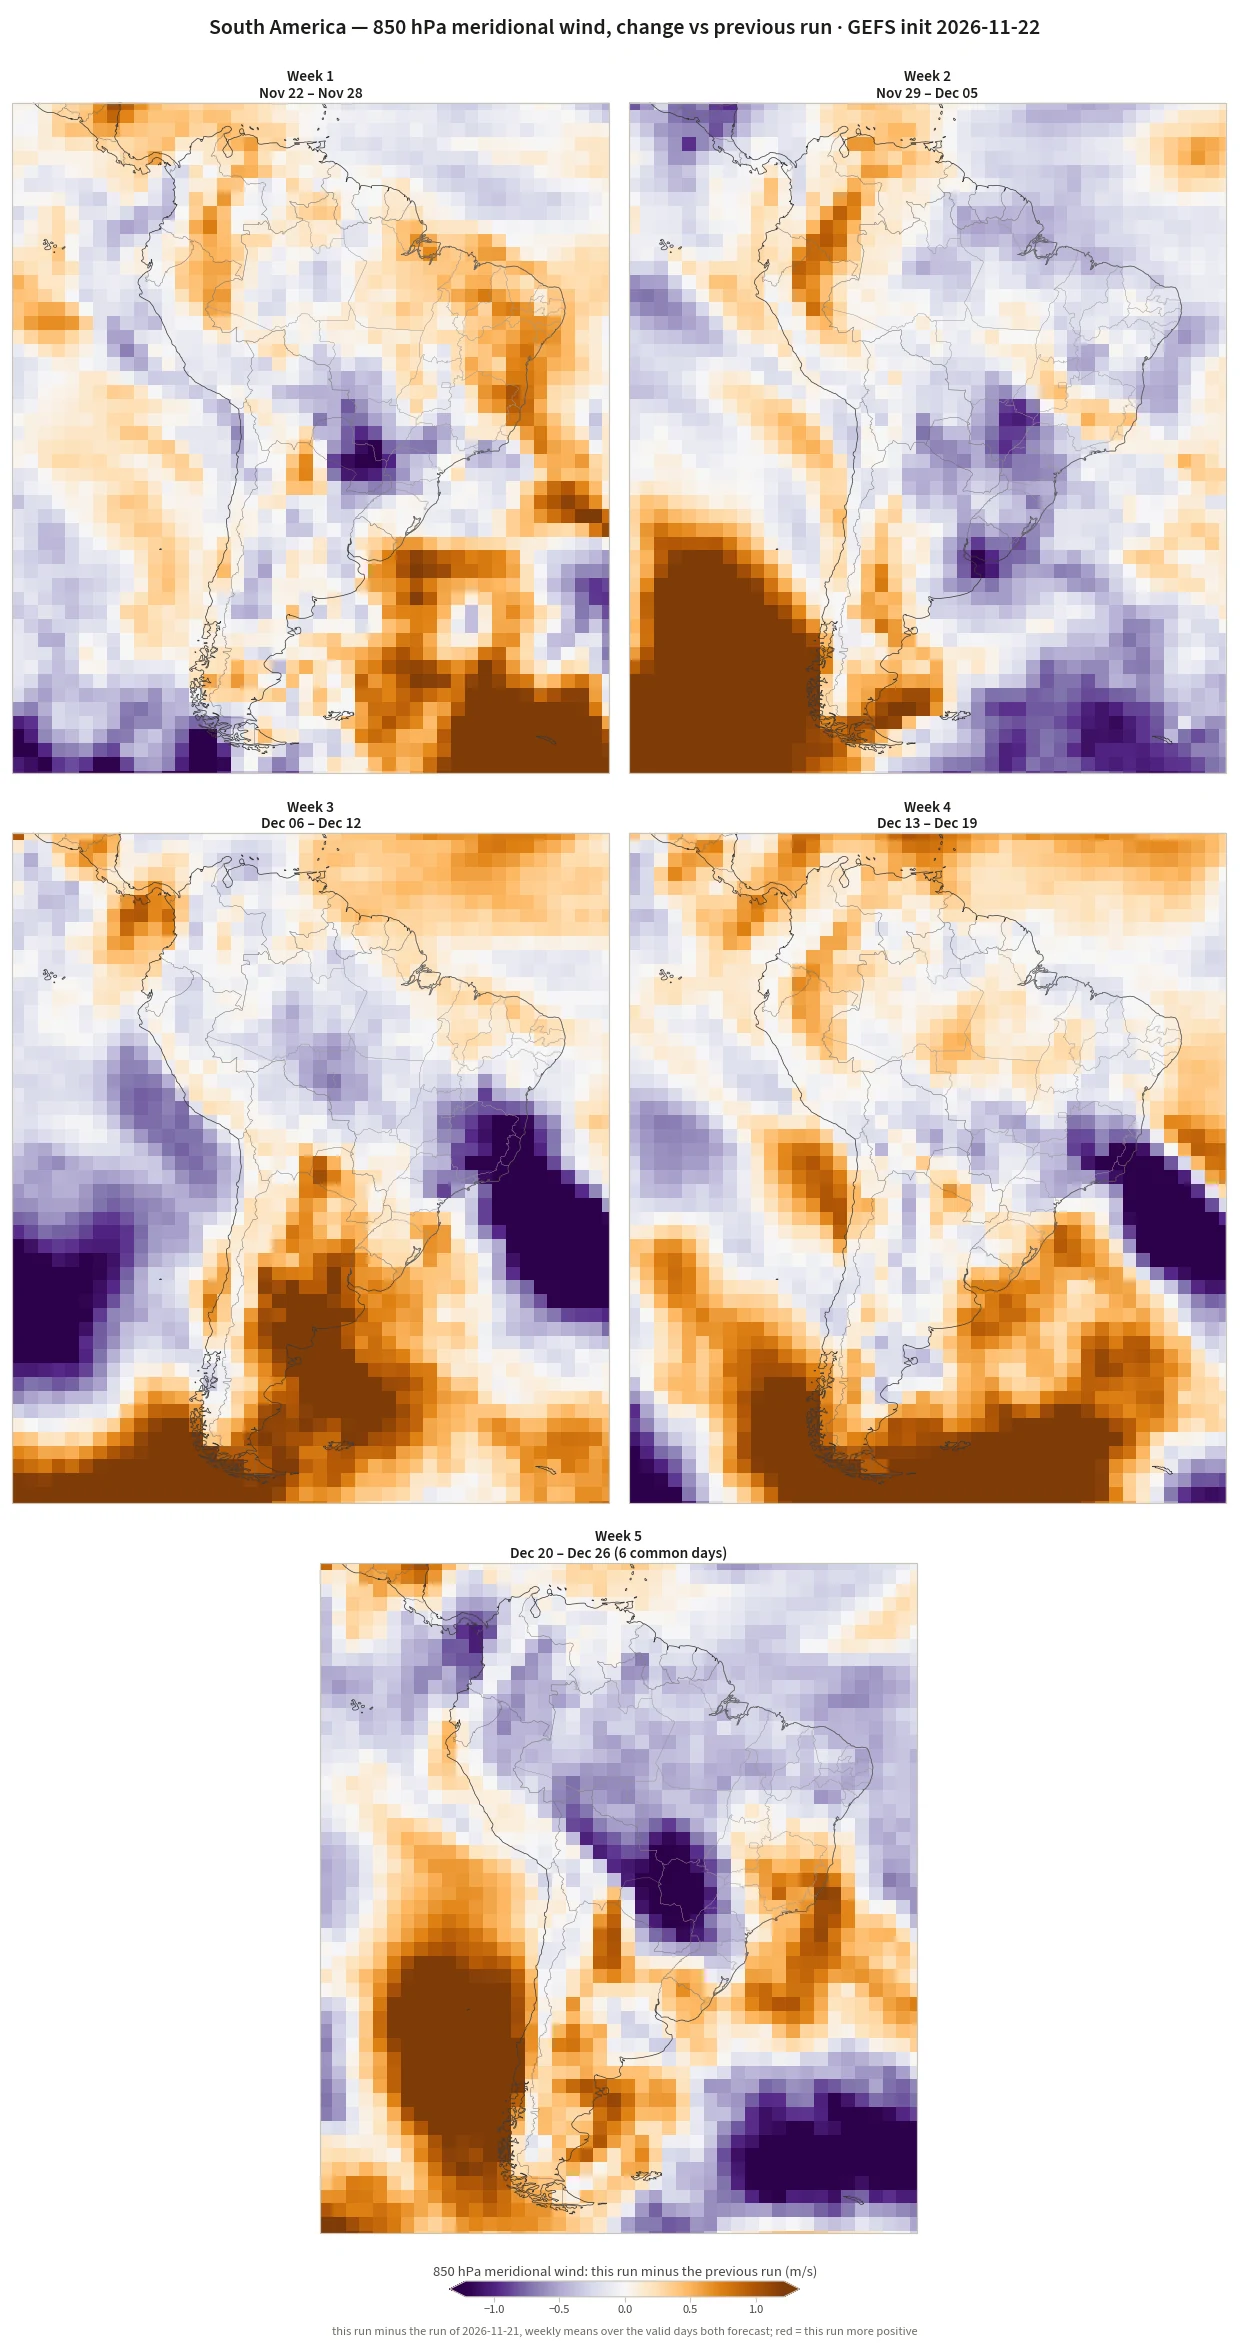 South America — 850 hPa meridional wind, change vs previous run · GEFS init 2026-11-22
Week 1
Nov 22 – Nov 28
Week 2
Nov 29 – Dec 05
Week 3
Dec 06 – Dec 12
Week 4
Dec 13 – Dec 19
Week 5
Dec 20 – Dec 26 (6 common days)
850 hPa meridional wind: this run minus the previous run (m/s)
−1.0 −0.5 0.0 0.5 1.0
this run minus the run of 2026-11-21, weekly means over the valid days both forecast; red = this run more positive